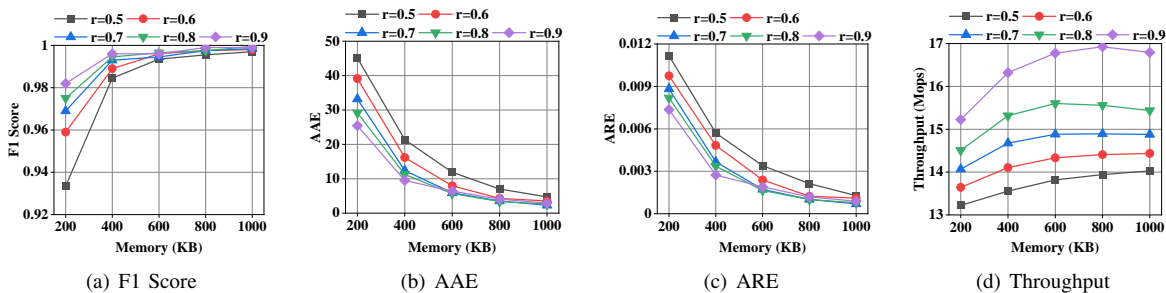 r=0.5 r=0.6
r=0.7 r=0.8 r=0.9
1
0.98
0.96
0.94
0.92
F1 Score
200 400 600 800 1000
Memory (KB)
(a) F1 Score
r=0.5 r=0.6
r=0.7 r=0.8 r=0.9
50
40
30
20
10
0
AAE
200 400 600 800 1000
Memory (KB)
(b) AAE
r=0.5 r=0.6
r=0.7 r=0.8 r=0.9
0.012
0.009
0.006
0.003
0
ARE
200 400 600 800 1000
Memory (KB)
(c) ARE
r=0.5 r=0.6
r=0.7 r=0.8 r=0.9
17
16
15
14
13
Throughput (Mops)
200 400 600 800 1000
Memory (KB)
(d) Throughput